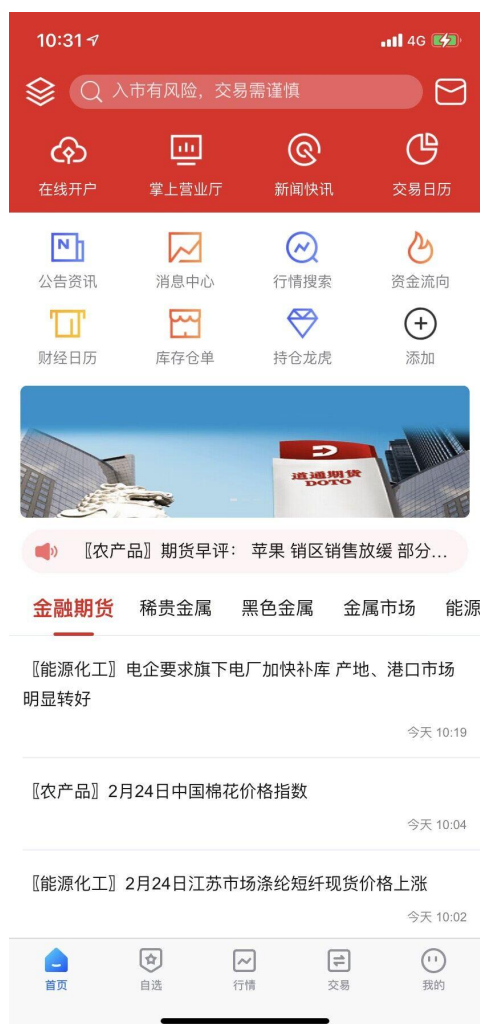 10:31
4G
入市有风险，交易需谨慎
在线开户
掌上营业厅
新闻快讯
交易日历
公告资讯
消息中心
行情搜索
资金流向
财经日历
库存仓单
持仓龙虎
添加
道通期货
DOTO
〖农产品〗期货早评： 苹果 销区销售放缓 部分...
金融期货
稀贵金属
黑色金属
金属市场
能源
〖能源化工〗电企要求旗下电厂加快补库 产地、港口市场
明显转好
今天 10:19
〖农产品〗2月24日中国棉花价格指数
今天 10:04
〖能源化工〗2月24日江苏市场涤纶短纤现货价格上涨
今天 10:02
首页
自选
行情
交易
我的